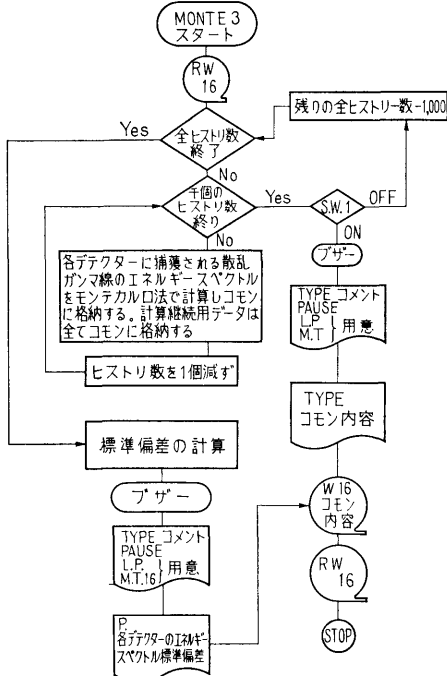 MONTE 3
スタート
RW
16
残りの全ヒストリー数-1,000
Yes
全ヒストリ数
終了
No
千個の
ヒストリ数
終り
Yes
S.W.1
OFF
No
ON
各デテクターに捕獲される散乱
ガンマ線のエネルギースペクトル
をモンテカルロ法で計算しコモン
に格納する。計算継続用データは
全てコモンに格納する
ヒストリ数を1個減ず
ブザー
TYPE コメント
PAUSE
L.P.
M.T
} 用意
TYPE
コモン内容
標準偏差の計算
ブザー
TYPE コメント
PAUSE
L.P.
M.T.16
} 用意
P.
各デテクターのエネルギー
スペクトル標準偏差
W16
コモン
内容
RW
16
STOP